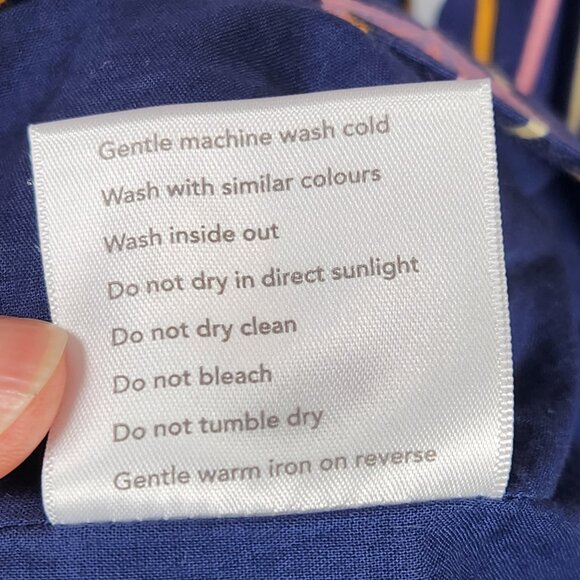 Gentle machine wash cold
Wash with similar colours
Wash inside out
Do not dry in direct sunlight
Do not dry clean
Do not bleach
Do not tumble dry
Gentle warm iron on reverse